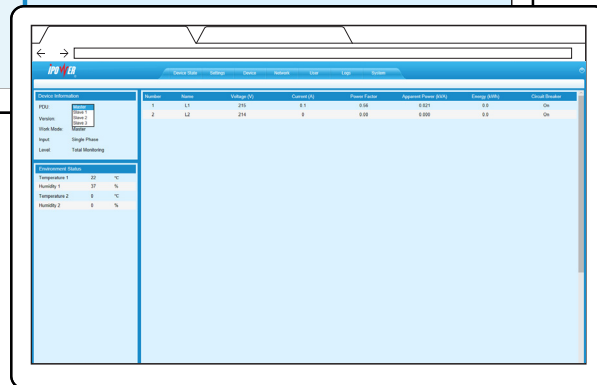 iPOWER
Device State Settings Device Network User Logs System
Device Information
PDU: Master
Slave 1
Slave 2
Slave 3
Version:
Work Mode: Master
Input: Single Phase
Level: Total Monitoring
Environment Status
Temperature 1 22 °C
Humidity 1 37 %
Temperature 2 0 °C
Humidity 2 0 %
Number Name Voltage (V) Current (A) Power Factor Apparent Power (kVA) Energy (kWh) Circuit Breaker
1 L1 215 0.1 0.56 0.021 0.0 On
2 L2 214 0 0.00 0.000 0.0 On